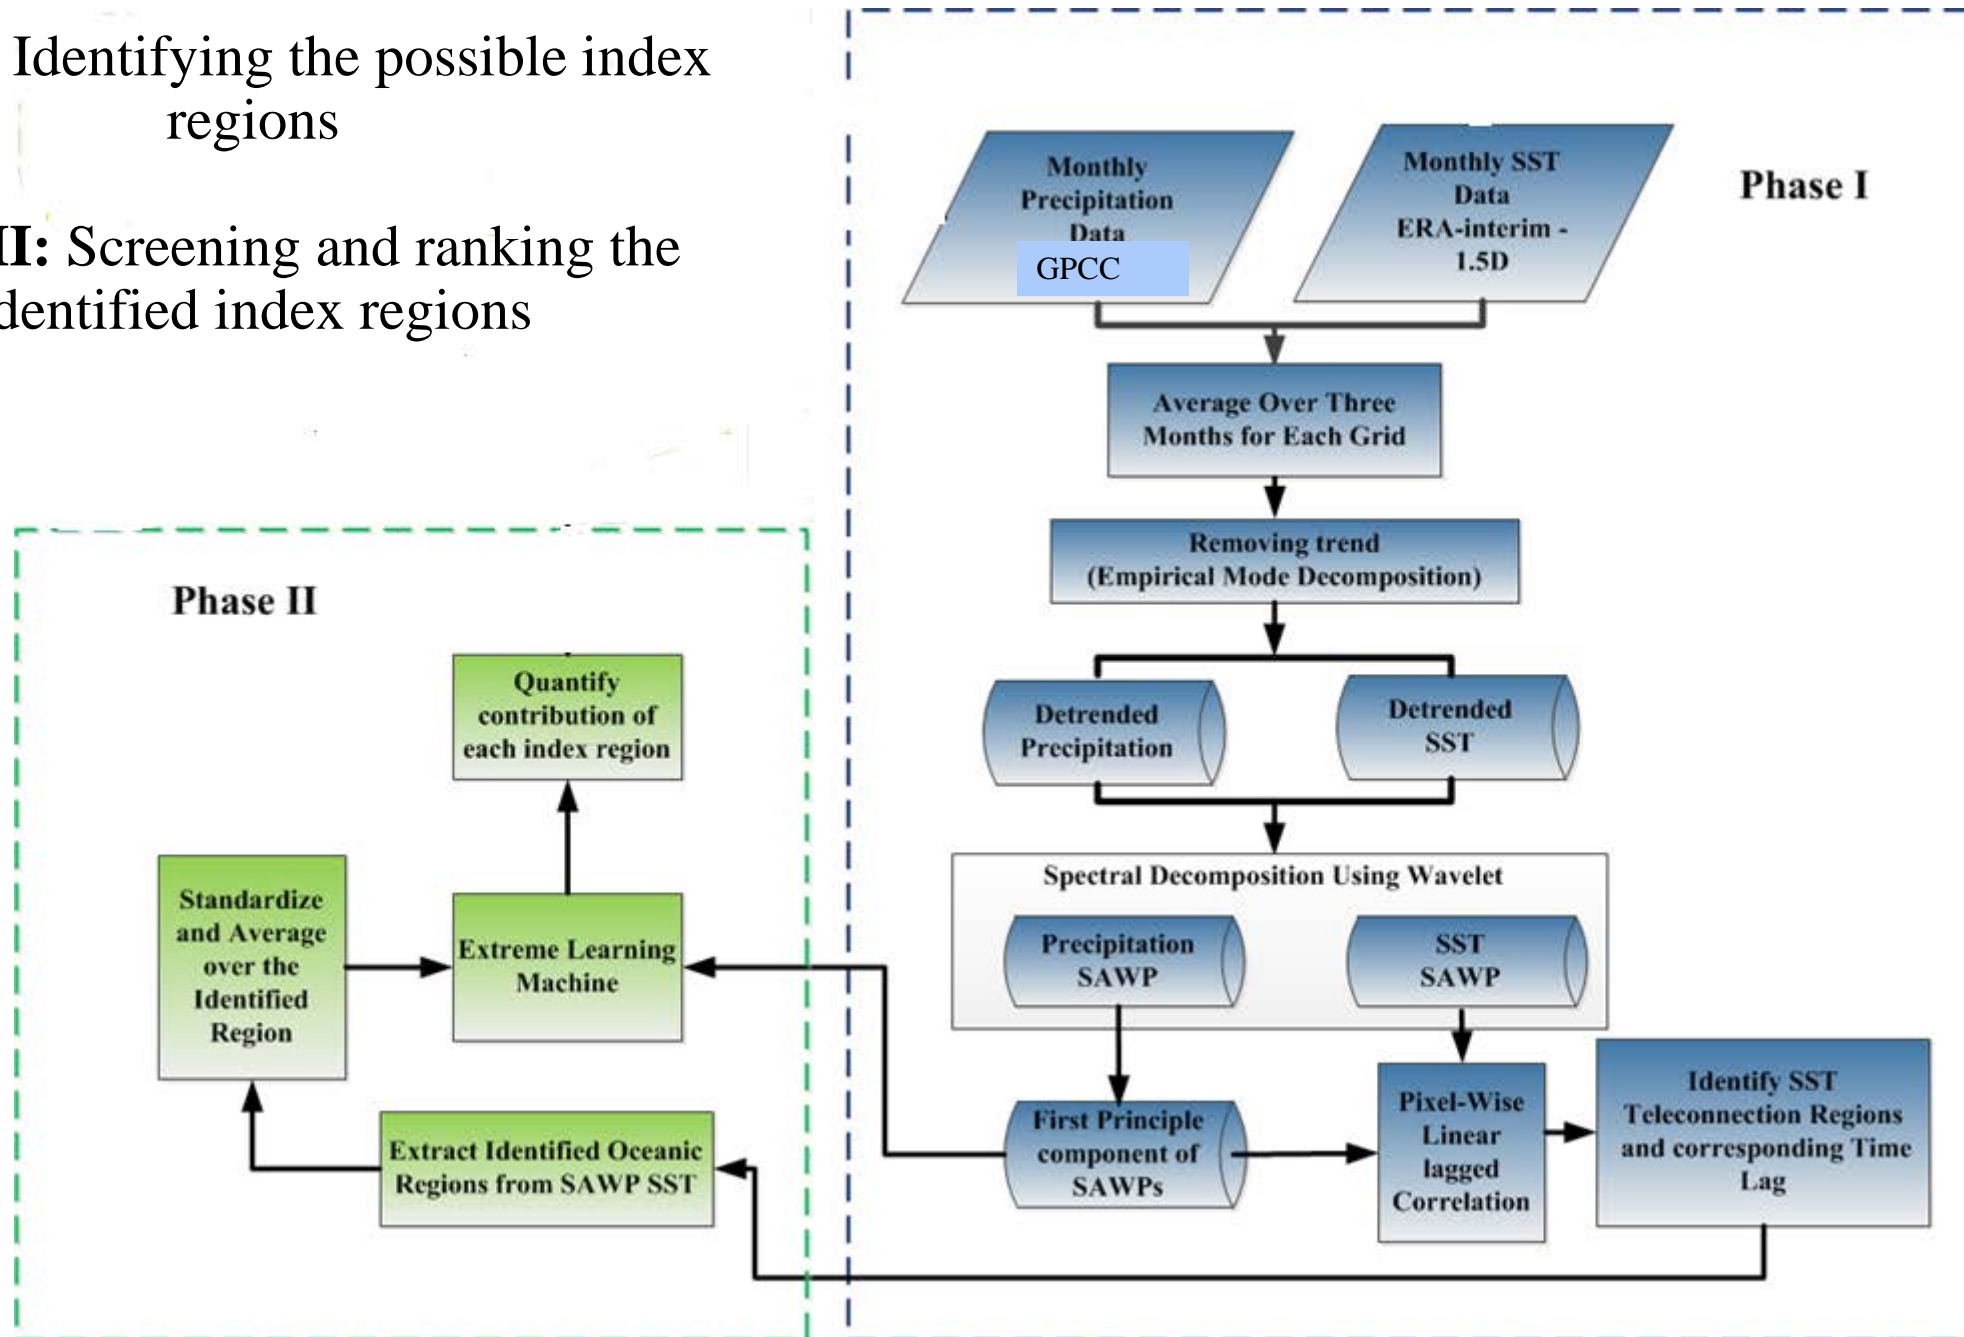 Identifying the possible index
regions
II: Screening and ranking the
dentified index regions
Phase I
Monthly
Precipitation
Data
GPCC
Monthly SST
Data
ERA-interim -
1.5D
Average Over Three
Months for Each Grid
Removing trend
(Empirical Mode Decomposition)
Detrended
Precipitation
Detrended
SST
Spectral Decomposition Using Wavelet
Precipitation
SAWP
SST
SAWP
First Principle
component of
SAWPs
Pixel-Wise
Linear
lagged
Correlation
Identify SST
Teleconnection Regions
and corresponding Time
Lag
Phase II
Quantify
contribution of
each index region
Standardize
and Average
over the
Identified
Region
Extreme Learning
Machine
Extract Identified Oceanic
Regions from SAWP SST